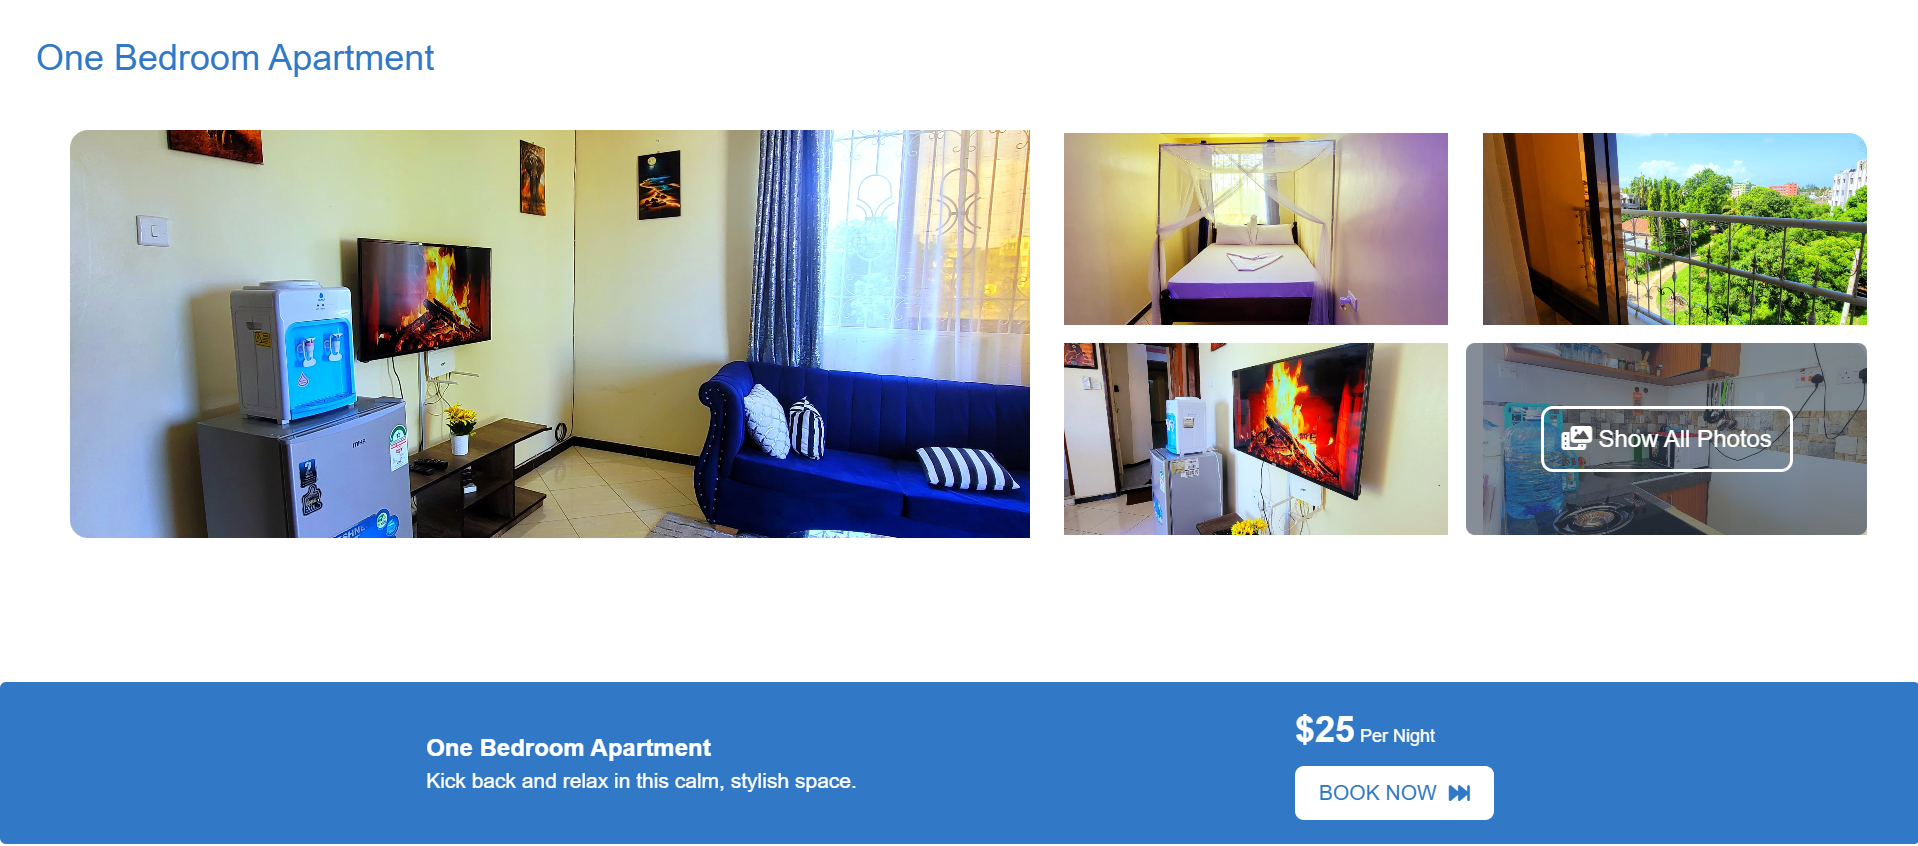 One Bedroom Apartment
Show All Photos
One Bedroom Apartment
Kick back and relax in this calm, stylish space.
$25 Per Night
BOOK NOW